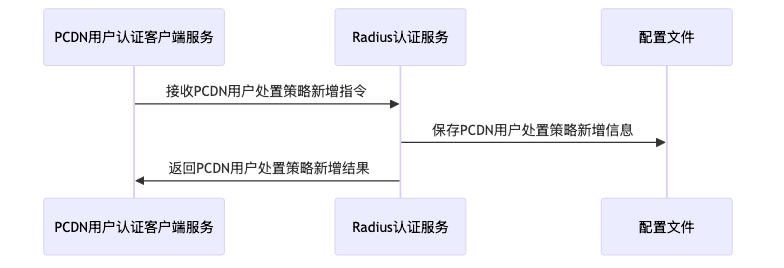 PCDN用户认证客户端服务
Radius认证服务
配置文件
接收PCDN用户处置策略新增指令
保存PCDN用户处置策略新增信息
返回PCDN用户处置策略新增结果
PCDN用户认证客户端服务
Radius认证服务
配置文件